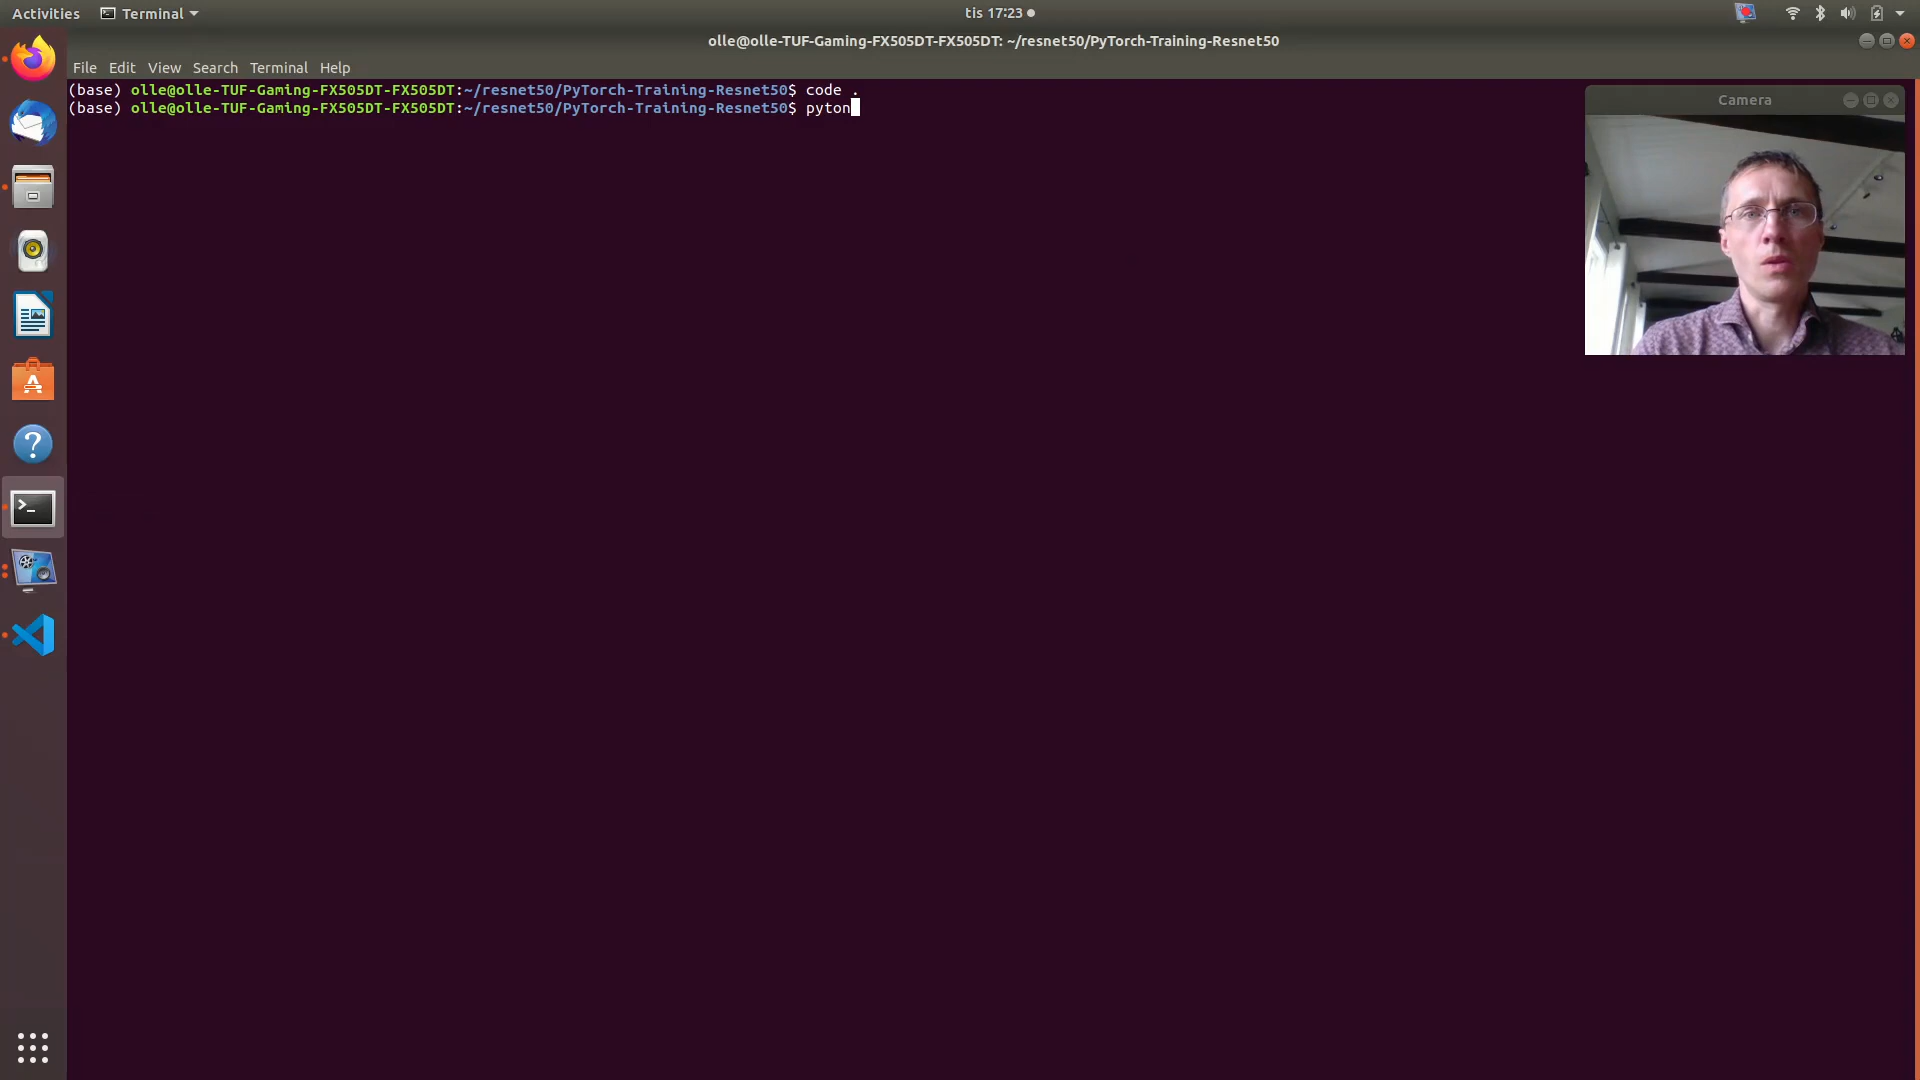 Activities Terminal tis 17:23
olle@olle-TUF-Gaming-FX505DT-FX505DT: ~/resnet50/PyTorch-Training-Resnet50
File Edit View Search Terminal Help
(base) olle@olle-TUF-Gaming-FX505DT-FX505DT:~/resnet50/PyTorch-Training-Resnet50$ code .
(base) olle@olle-TUF-Gaming-FX505DT-FX505DT:~/resnet50/PyTorch-Training-Resnet50$ pyton
Camera